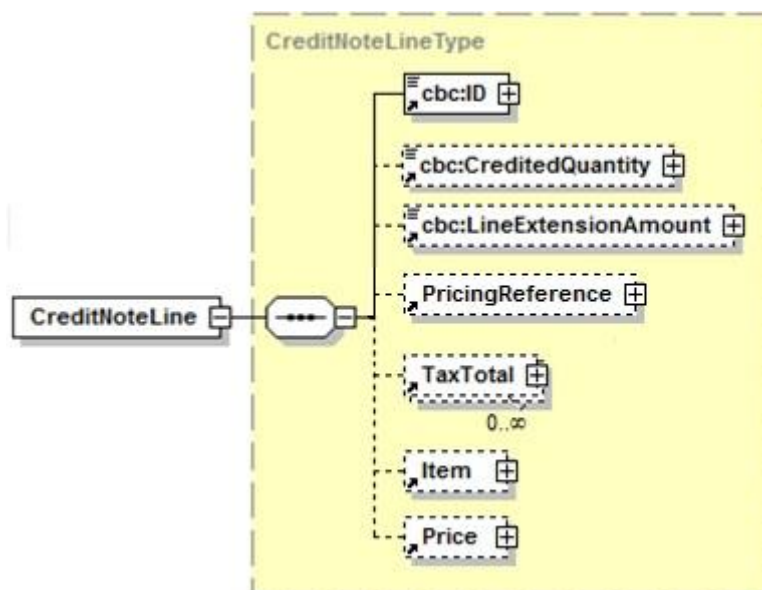 CreditNoteLineType
cbc:ID
cbc:CreditedQuantity
cbc:LineExtensionAmount
PricingReference
CreditNoteLine
TaxTotal
0..∞
Item
Price